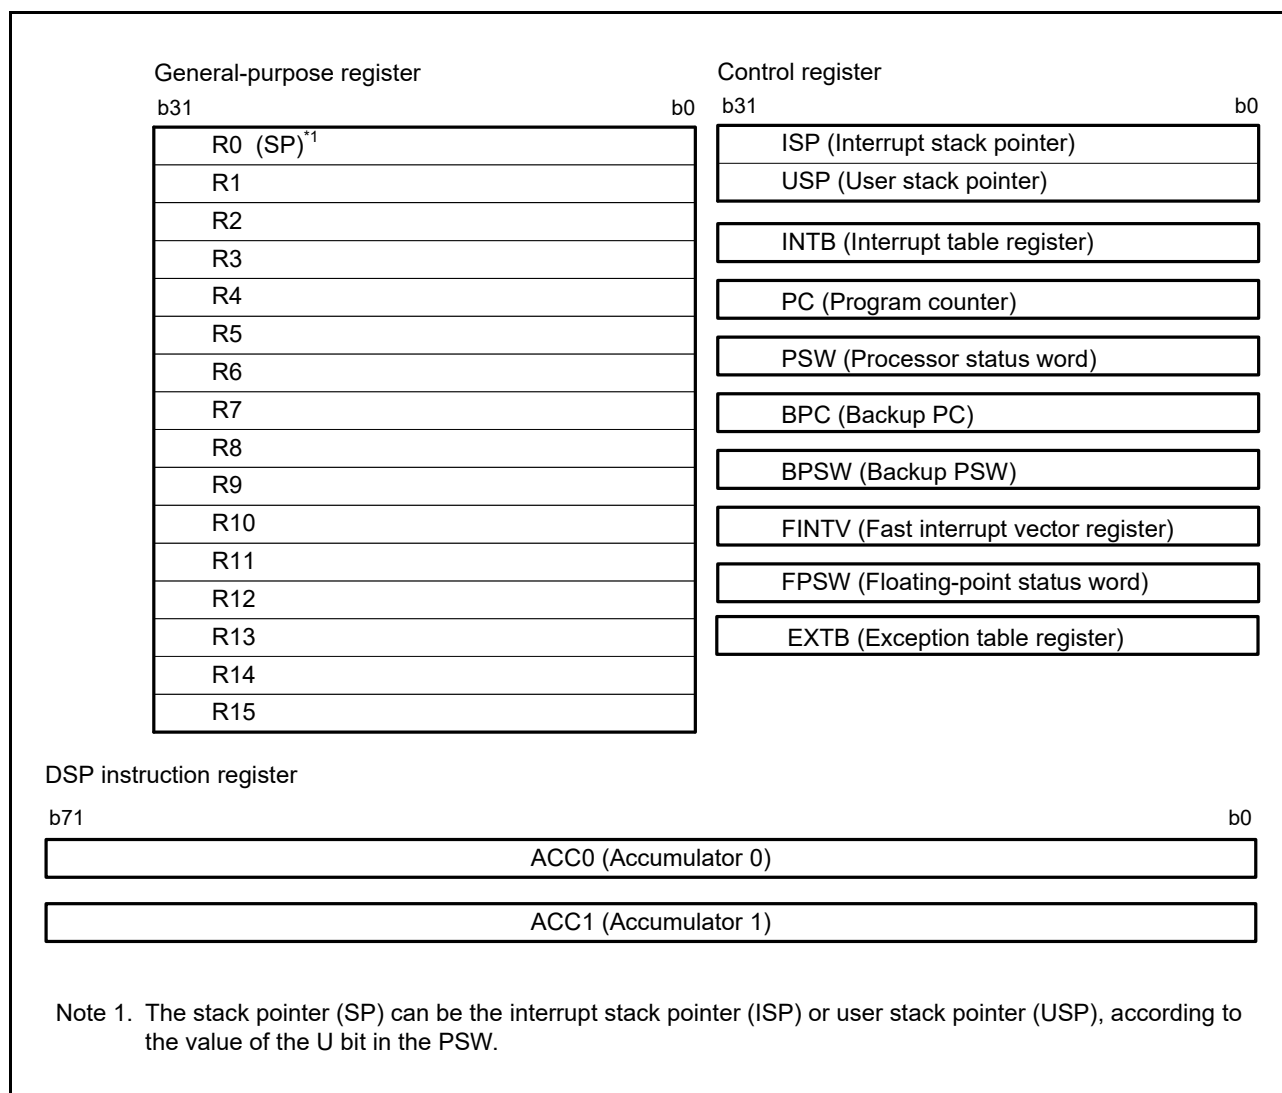 General-purpose register
b31 b0
R0 (SP)*1
R1
R2
R3
R4
R5
R6
R7
R8
R9
R10
R11
R12
R13
R14
R15
Control register
b31 b0
ISP (Interrupt stack pointer)
USP (User stack pointer)
INTB (Interrupt table register)
PC (Program counter)
PSW (Processor status word)
BPC (Backup PC)
BPSW (Backup PSW)
FINTV (Fast interrupt vector register)
FPSW (Floating-point status word)
EXTB (Exception table register)
DSP instruction register
b71 b0
ACC0 (Accumulator 0)
ACC1 (Accumulator 1)
Note 1. The stack pointer (SP) can be the interrupt stack pointer (ISP) or user stack pointer (USP), according to
the value of the U bit in the PSW.